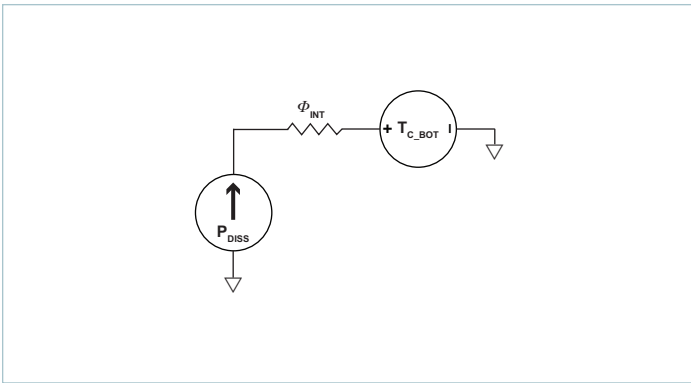 Φ_INT
+ T_C_BOT I
P_DISS